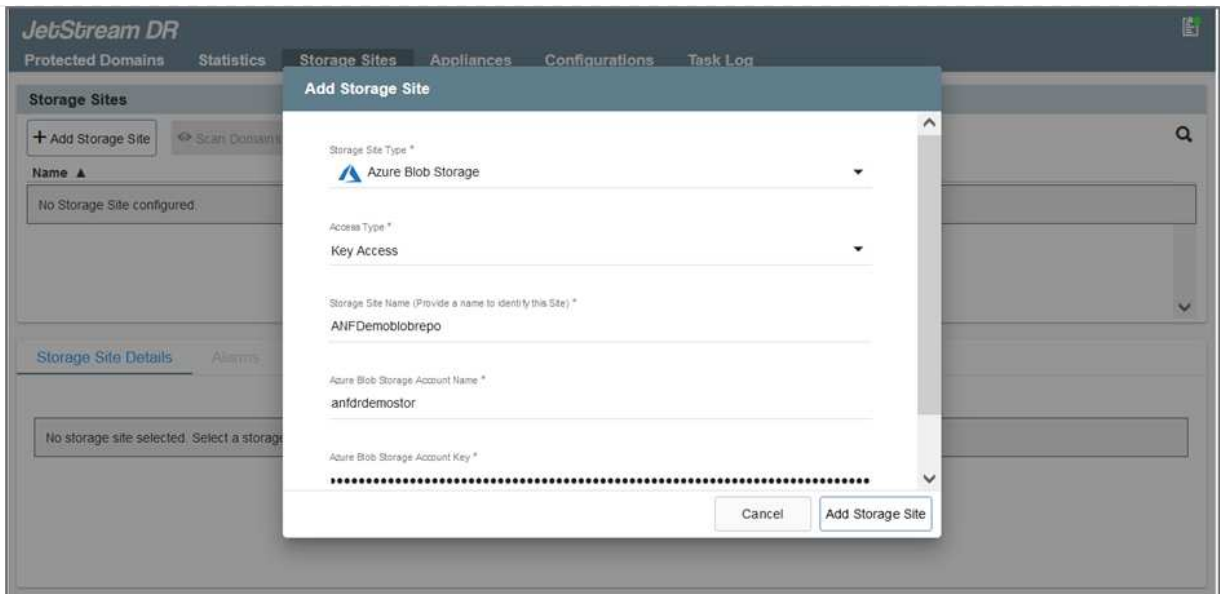 JetStream DR
Protected Domains Statistics Storage Sites Appliances Configurations Task Log
Add Storage Site
Storage Sites
+ Add Storage Site Scan Domains
Name ▲
No Storage Site configured.
Storage Site Type *
Azure Blob Storage
Access Type *
Key Access
Storage Site Name (Provide a name to identify this Site) *
ANFDemoblobrepo
Storage Site Details Alarms
Azure Blob Storage Account Name *
anfdrdemostor
No storage site selected. Select a storage
Azure Blob Storage Account Key *
Cancel Add Storage Site